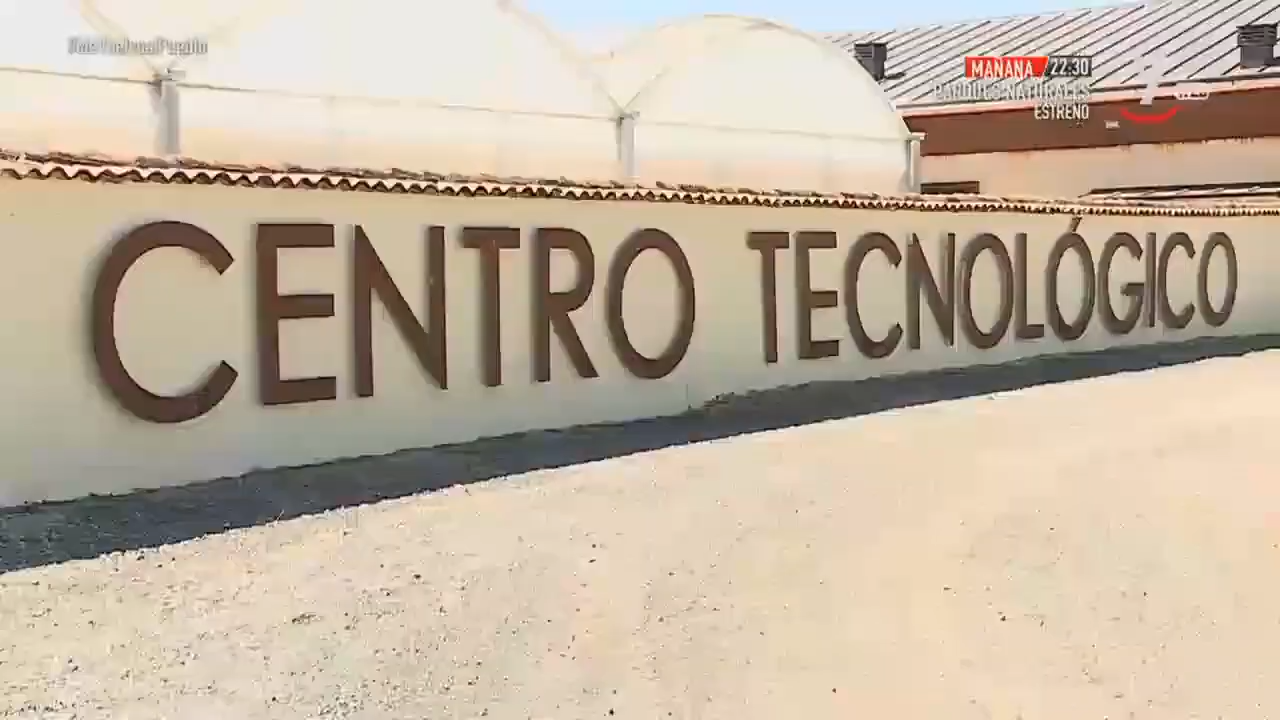 MAÑANA 22:30
PARQUES NATURALES
ESTRENO
CENTRO TECNOLÓGICO